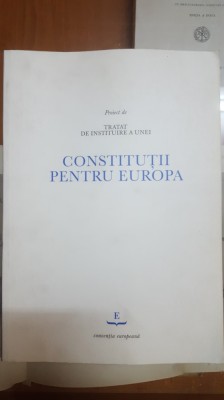 Proiect de
TRATAT
DE INSTITUIRE A UNEI
CONSTITUȚII
PENTRU EUROPA
E
convenția europeană